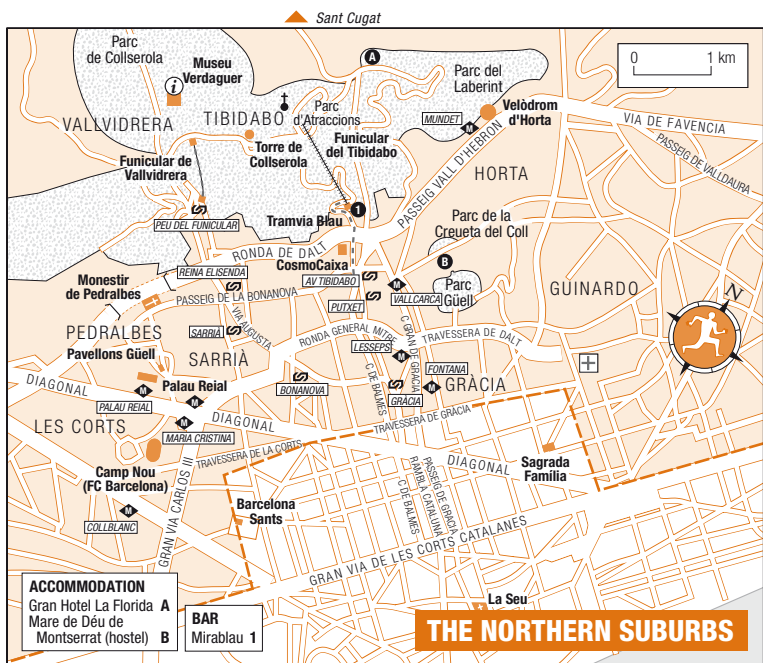 Sant Cugat
Parc
de Collserola
Museu
Verdaguer
i
A
0 1 km
Parc del
Laberint
VALLVIDRERA
TIBIDABO
Parc
d'Atraccions
MUNDET
M
Velòdrom
d'Horta
VIA DE FAVENCIA
PASSEIG DE VALLDAURA
Torre de
Collserola
Funicular
del Tibidabo
Funicular de
Vallvidrera
PASSEIG VALL D'HEBRON
HORTA
PEU DEL FUNICULAR
Tramvia Blau
1
Parc de la
Creueta del Coll
RONDA DE DALT
CosmoCaixa
B
REINA ELISENDA
AV TIBIDABO
M
VALLCARCA
Parc
Güell
GUINARDO
N
Monestir
de Pedralbes
PASSEIG DE LA BONANOVA
PUTXET
VIA AUGUSTA
PEDRALBES
SARRIÀ
RONDA GENERAL MITRE
TRAVESSERA DE DALT
C GRAN DE GRÀCIA
Pavellons Güell
SARRIÀ
LESSEPS
M
FONTANA
DIAGONAL
M
Palau Reial
M
BONANOVA
C DE BALMES
GRÀCIA
M
GRÀCIA
PALAU REIAL
M
DIAGONAL
TRAVESSERA DE GRÀCIA
LES CORTS
MARIA CRISTINA
TRAVESSERA DE LA CORTS
DIAGONAL
Sagrada
Família
Camp Nou
(FC Barcelona)
GRAN VIA CARLOS III
PASSEIG DE GRÀCIA
RAMBLA CATALUNA
C DE BALMES
M
COLLBLANC
Barcelona
Sants
GRAN VIA DE LES CORTS CATALANES
ACCOMMODATION
Gran Hotel La Florida A
Mare de Déu de
Montserrat (hostel) B
BAR
Mirablau 1
La Seu
THE NORTHERN SUBURBS